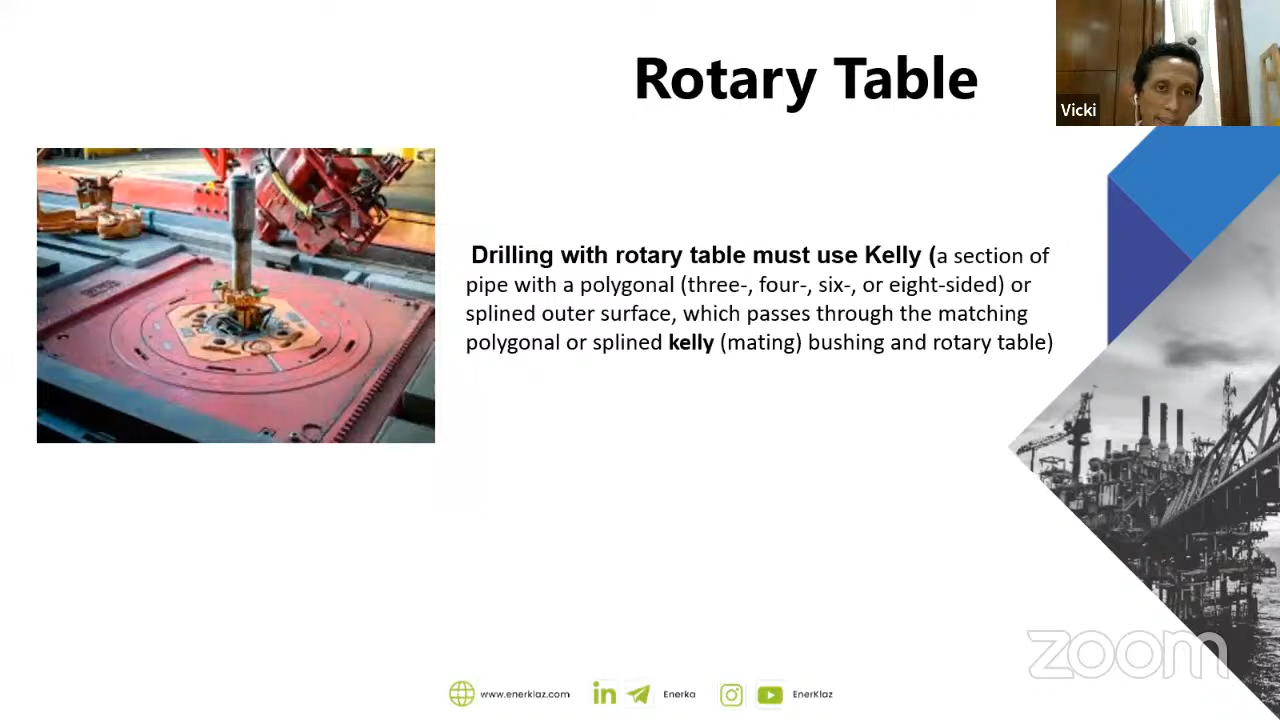 Rotary Table
Vicki
Drilling with rotary table must use Kelly (a section of
pipe with a polygonal (three-, four-, six-, or eight-sided) or
splined outer surface, which passes through the matching
polygonal or splined kelly (mating) bushing and rotary table)
zoom
www.enerklaz.com
Enerka
EnerKlaz